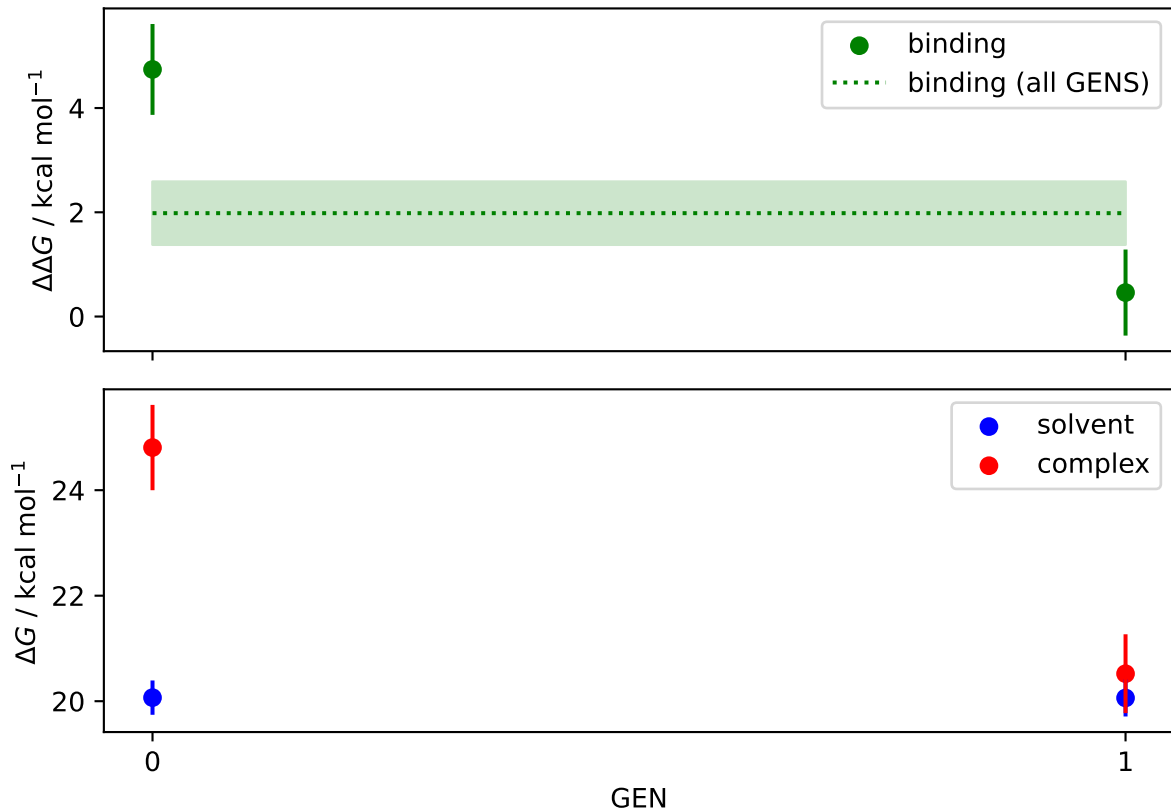 binding
binding (all GENS)
4
2
0
ΔΔG / kcal mol⁻¹
solvent
complex
24
22
20
ΔG / kcal mol⁻¹
0
1
GEN